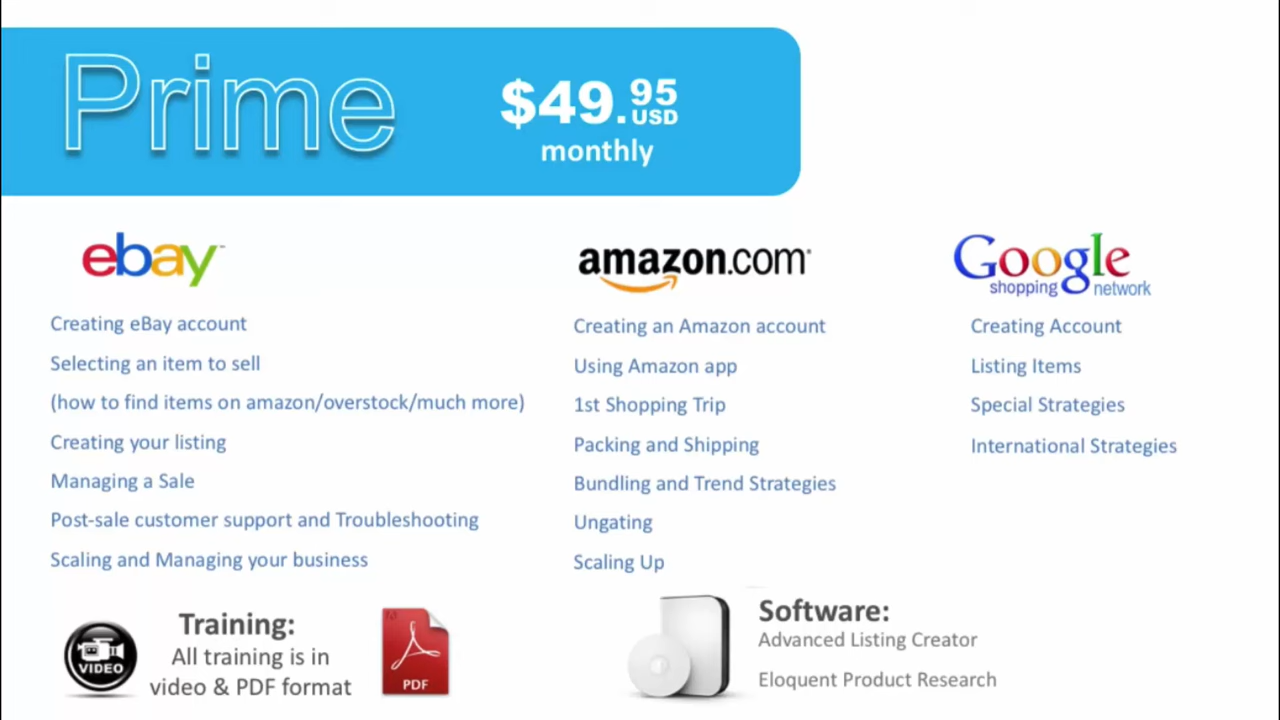 Prime
$49.95
USD
monthly
ebay™
Creating eBay account
Selecting an item to sell
(how to find items on amazon/overstock/much more)
Creating your listing
Managing a Sale
Post-sale customer support and Troubleshooting
Scaling and Managing your business
amazon.com®
Creating an Amazon account
Using Amazon app
1st Shopping Trip
Packing and Shipping
Bundling and Trend Strategies
Ungating
Scaling Up
Google
shopping network
Creating Account
Listing Items
Special Strategies
International Strategies
VIDEO
Training:
All training is in
video & PDF format
PDF
Software:
Advanced Listing Creator
Eloquent Product Research